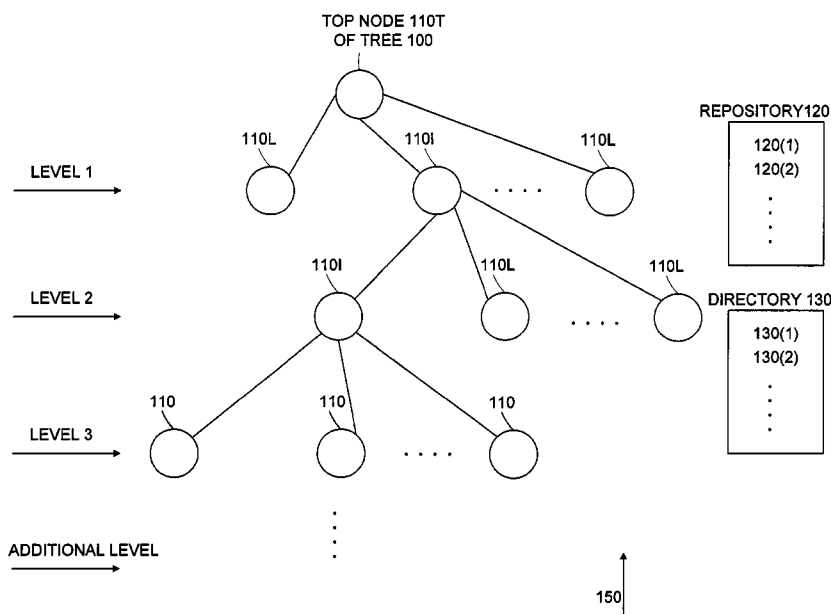 TOP NODE 110T
OF TREE 100
REPOSITORY120
110L
110I
110L
120(1)
LEVEL 1
120(2)
110I
110L
110L
LEVEL 2
DIRECTORY 130
130(1)
130(2)
110
110
110
LEVEL 3
ADDITIONAL LEVEL
150